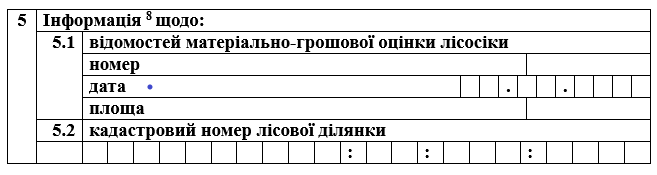 5 Інформація ⁸ щодо:
5.1 відомостей матеріально-грошової оцінки лісосіки
номер
дата . .
площа
5.2 кадастровий номер лісової ділянки
: : :